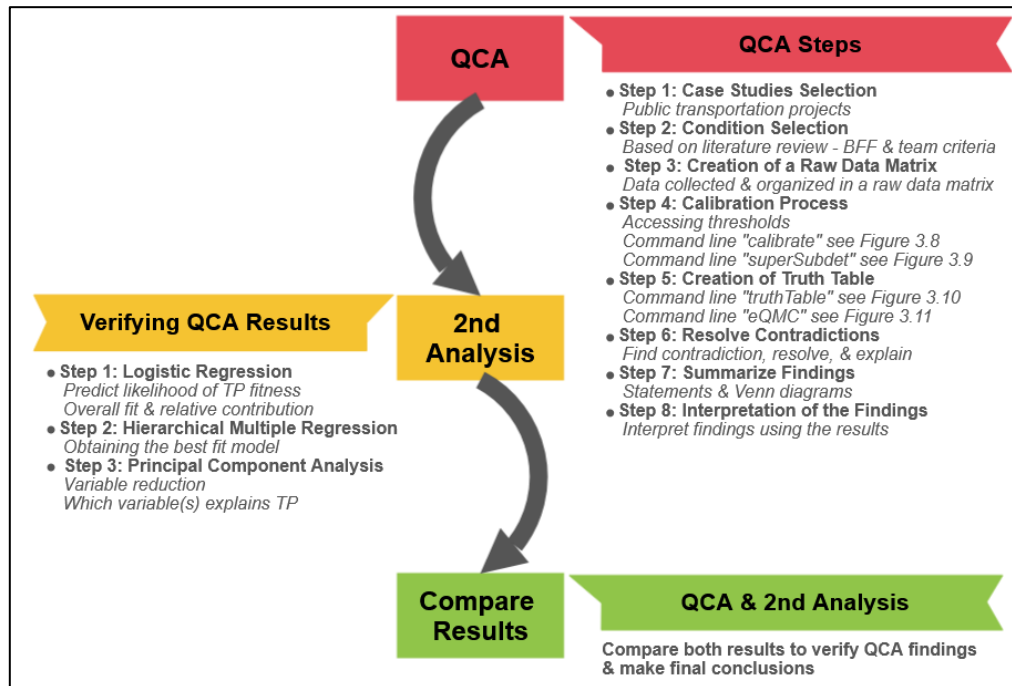 QCA
QCA Steps
Step 1: Case Studies Selection
Public transportation projects
Step 2: Condition Selection
Based on literature review - BFF & team criteria
Step 3: Creation of a Raw Data Matrix
Data collected & organized in a raw data matrix
Step 4: Calibration Process
Accessing thresholds
Command line "calibrate" see Figure 3.8
Command line "superSubdet" see Figure 3.9
Step 5: Creation of Truth Table
Command line "truthTable" see Figure 3.10
Command line "eQMC" see Figure 3.11
Step 6: Resolve Contradictions
Find contradiction, resolve, & explain
Step 7: Summarize Findings
Statements & Venn diagrams
Step 8: Interpretation of the Findings
Interpret findings using the results
2nd
Analysis
Verifying QCA Results
Step 1: Logistic Regression
Predict likelihood of TP fitness
Overall fit & relative contribution
Step 2: Hierarchical Multiple Regression
Obtaining the best fit model
Step 3: Principal Component Analysis
Variable reduction
Which variable(s) explains TP
Compare
Results
QCA & 2nd Analysis
Compare both results to verify QCA findings
& make final conclusions